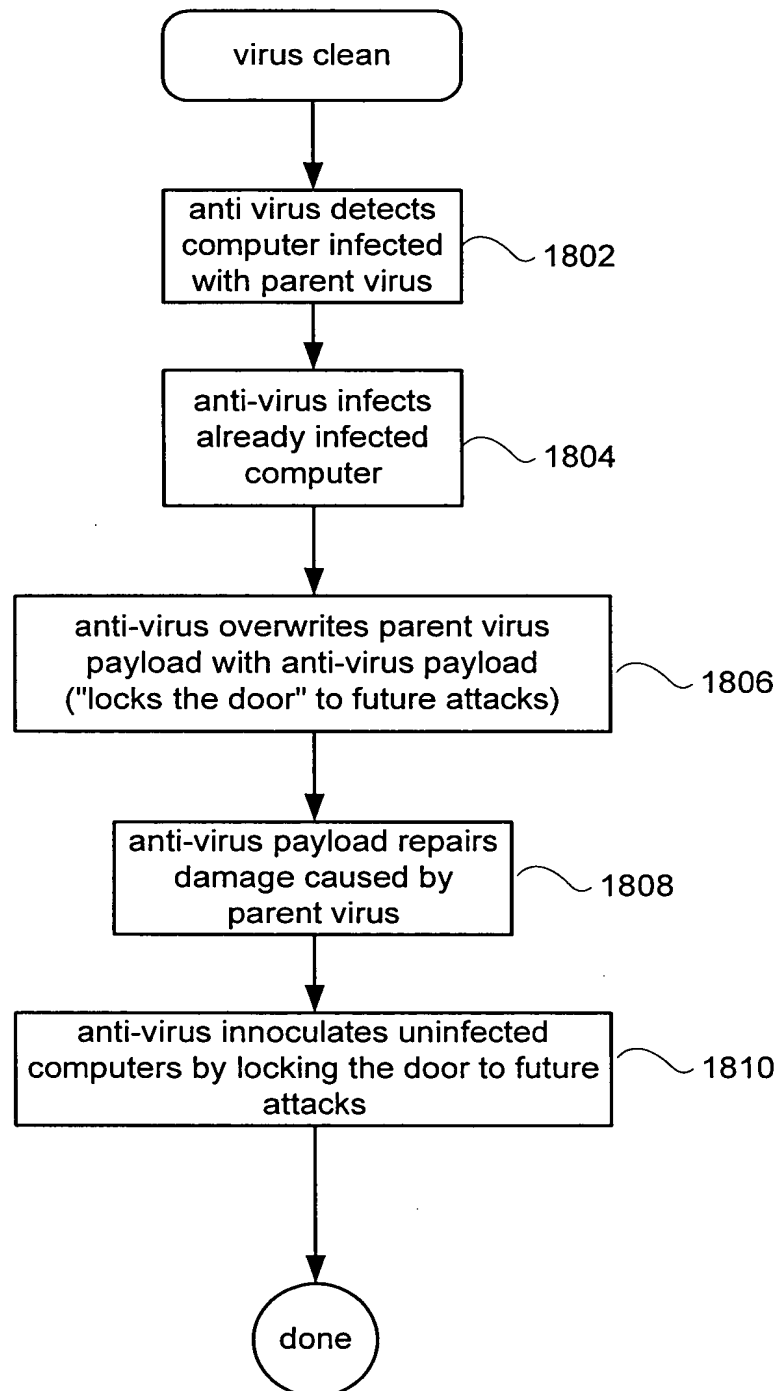 virus clean
anti virus detects
computer infected
with parent virus
1802
anti-virus infects
already infected
computer
1804
anti-virus overwrites parent virus
payload with anti-virus payload
("locks the door" to future attacks)
1806
anti-virus payload repairs
damage caused by
parent virus
1808
anti-virus innoculates uninfected
computers by locking the door to future
attacks
1810
done